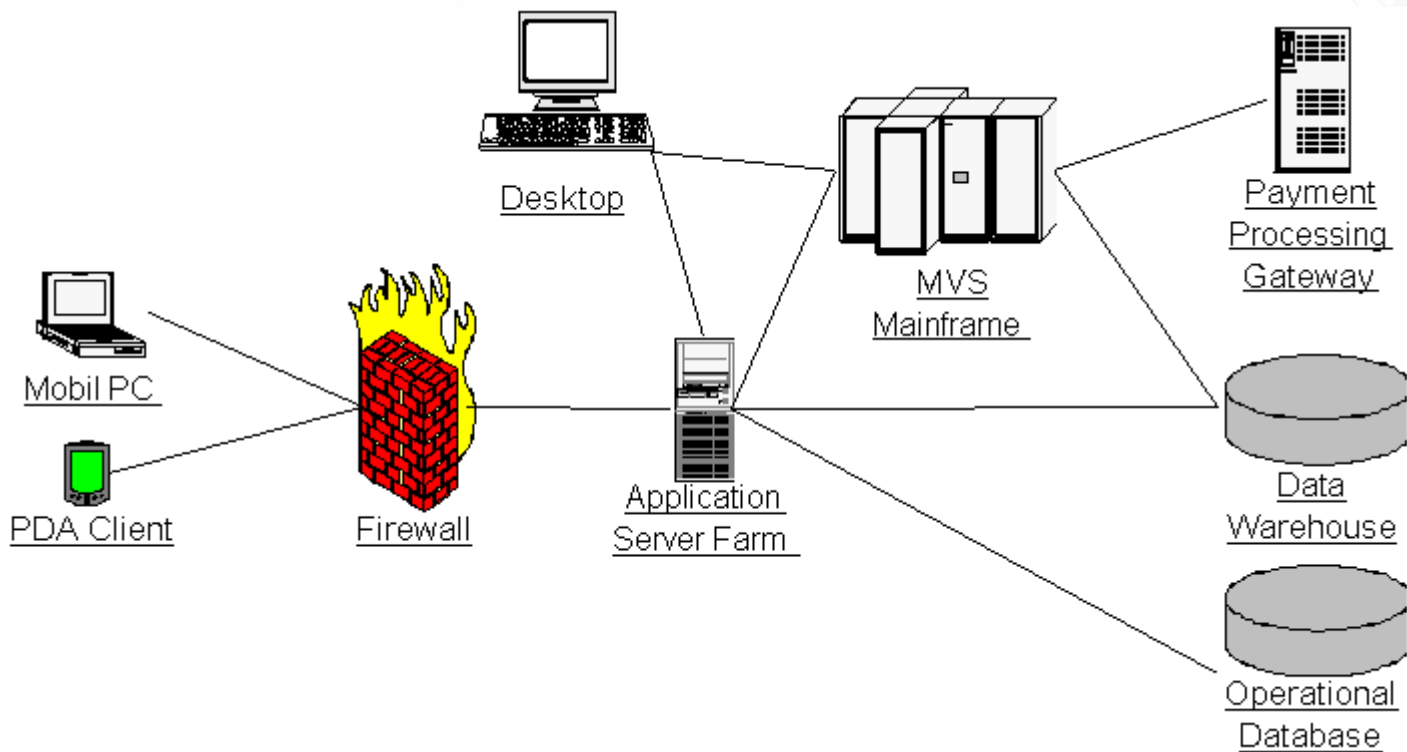 Desktop
MVS
Mainframe
Payment
Processing
Gateway
Mobil PC
PDA Client
Firewall
Application
Server Farm
Data
Warehouse
Operational
Database